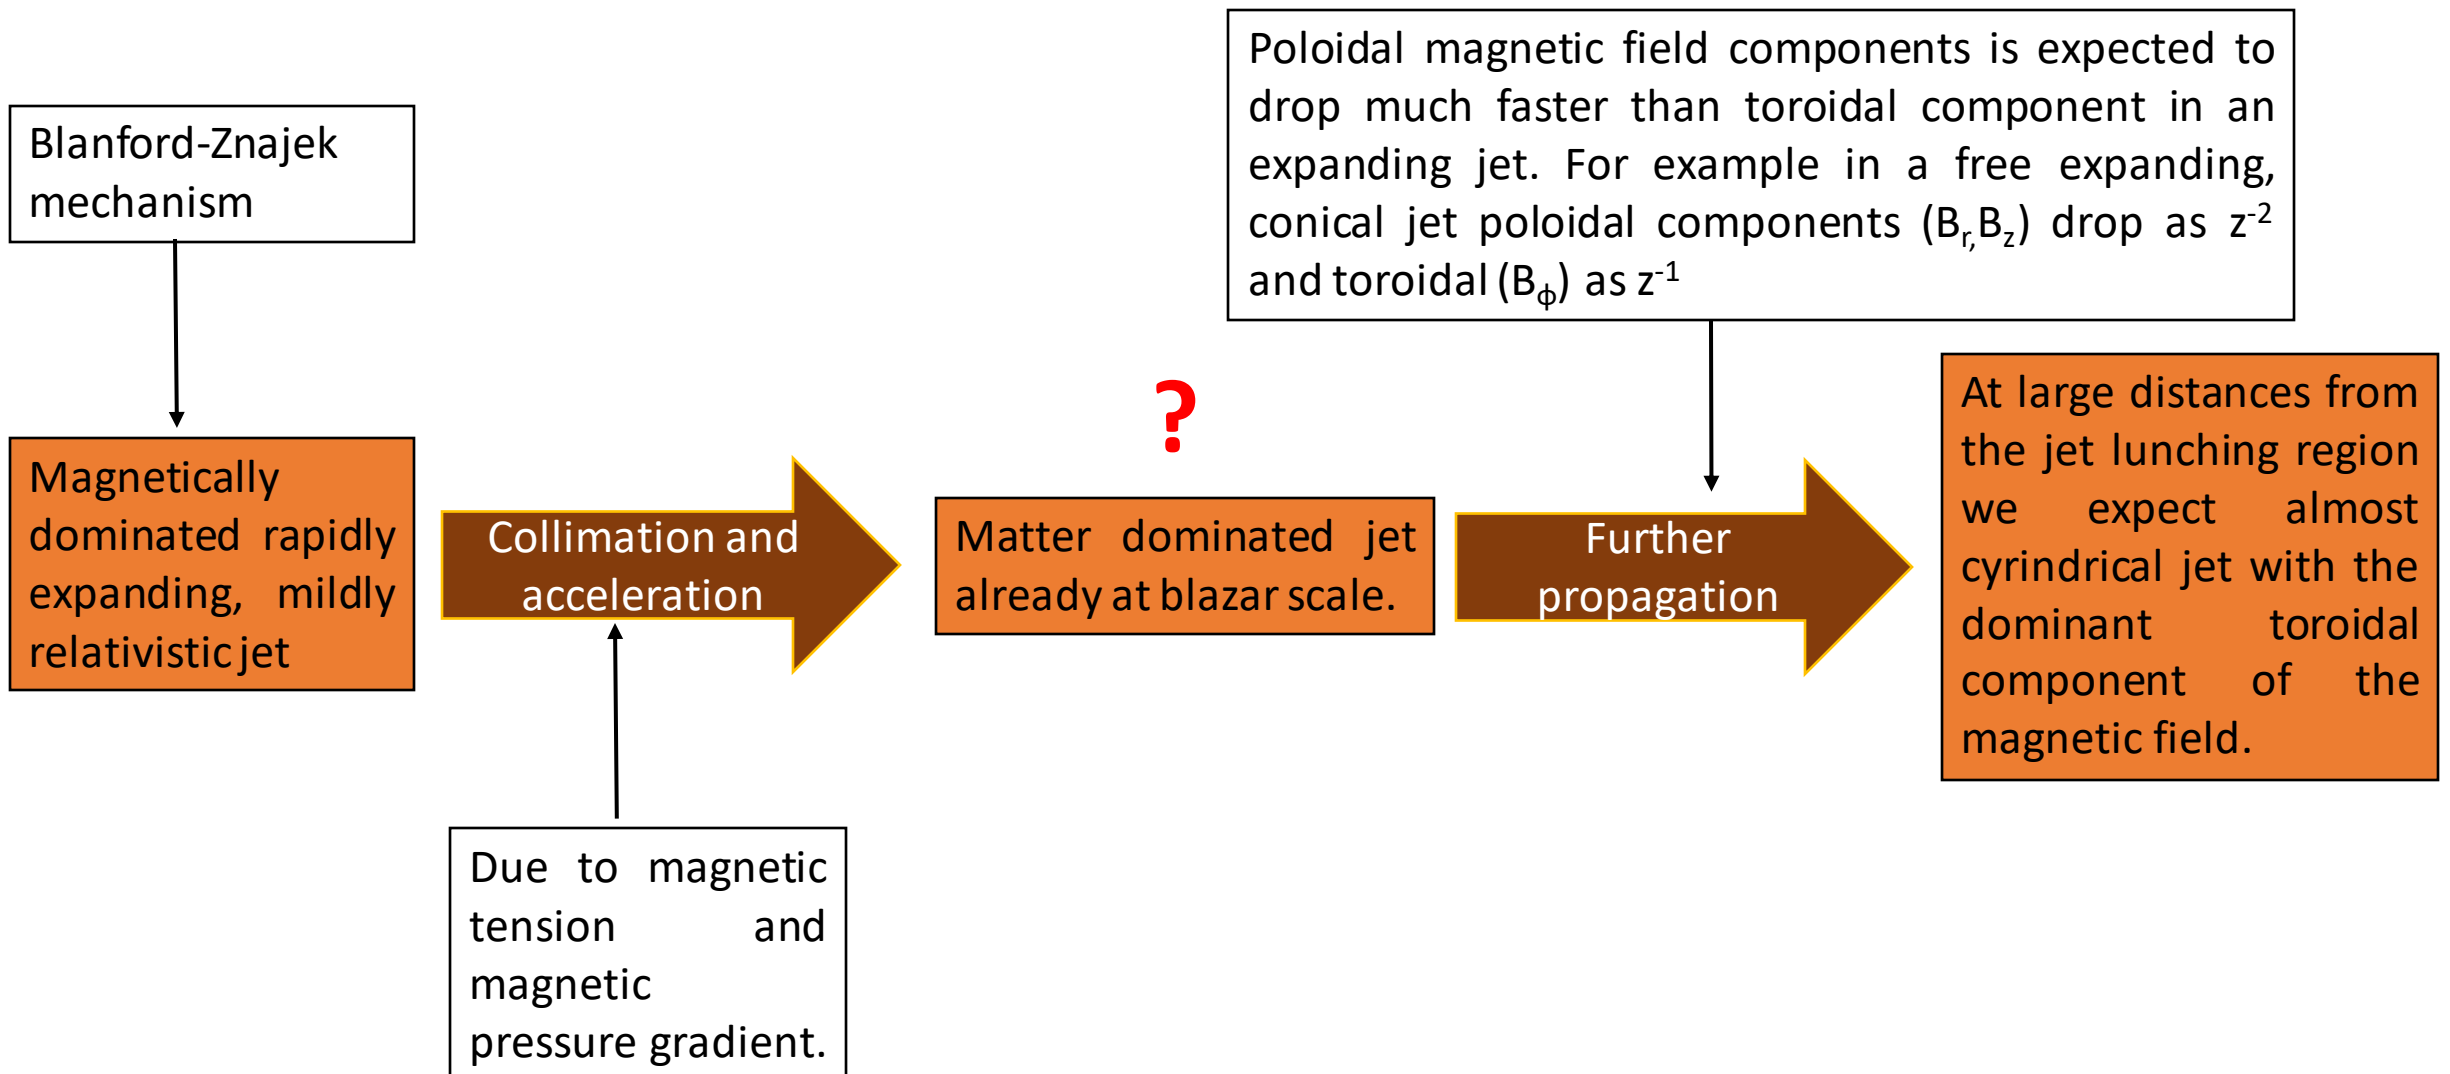 Blanford-Znajek
mechanism
Poloidal magnetic field components is expected to
drop much faster than toroidal component in an
expanding jet. For example in a free expanding,
conical jet poloidal components (Br,Bz) drop as z-2
and toroidal (Bϕ) as z-1
Magnetically
dominated rapidly
expanding, mildly
relativistic jet
Collimation and
acceleration
?
Matter dominated jet
already at blazar scale.
Further
propagation
At large distances from
the jet lunching region
we expect almost
cyrindrical jet with the
dominant toroidal
component of the
magnetic field.
Due to magnetic
tension and
magnetic
pressure gradient.